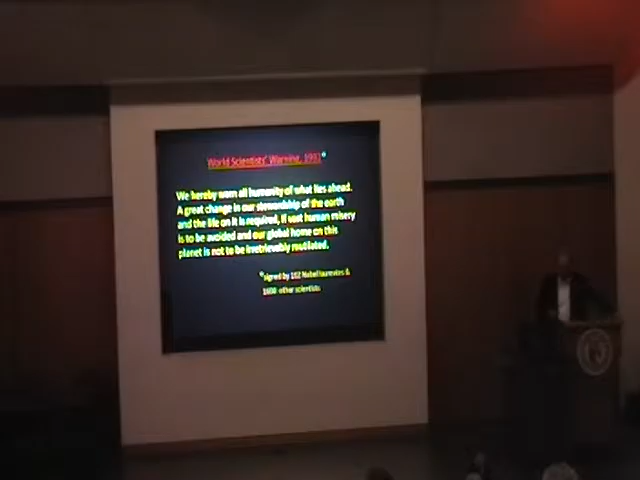 World Scientists' Warning, 1992*
We hereby warn all humanity of what lies ahead.
A great change in our stewardship of the earth
and the life on it is required, if vast human misery
is to be avoided and our global home on this
planet is not to be irretrievably mutilated.
*signed by 102 Nobel laureates &
1600 other scientists